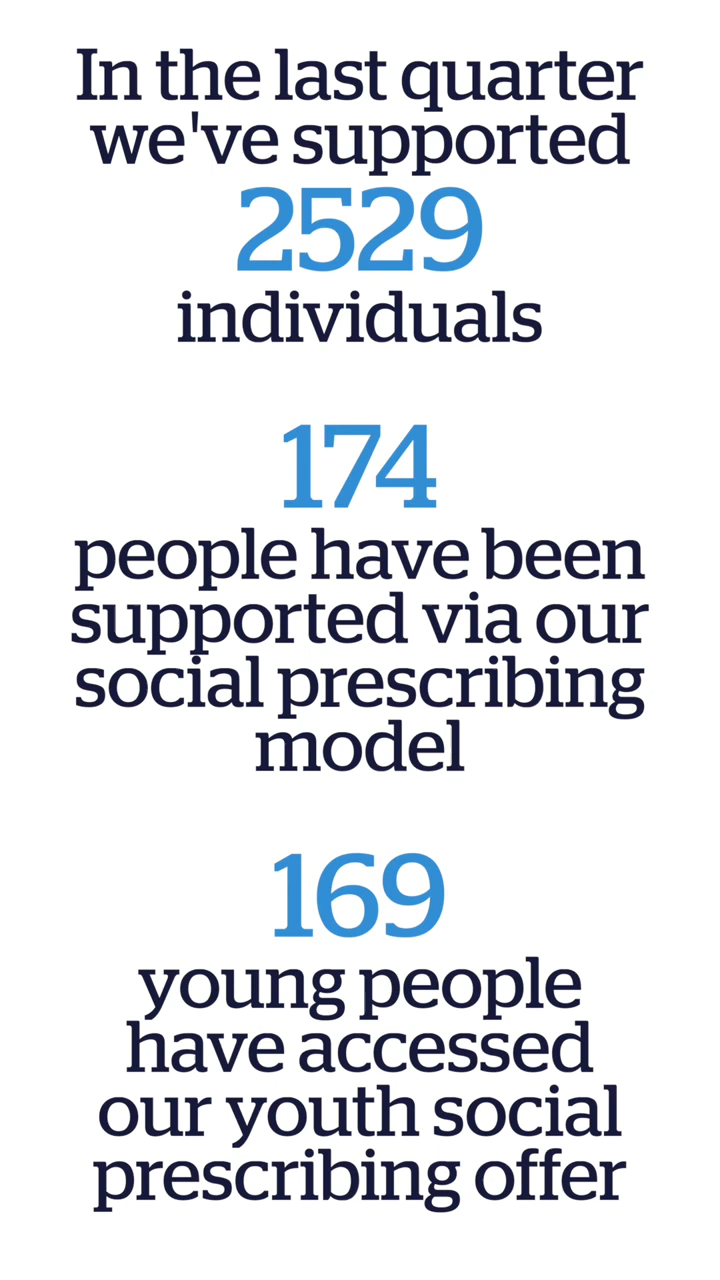 In the last quarter
we've supported
2529
individuals
174
people have been
supported via our
social prescribing
model
169
young people
have accessed
our youth social
prescribing offer